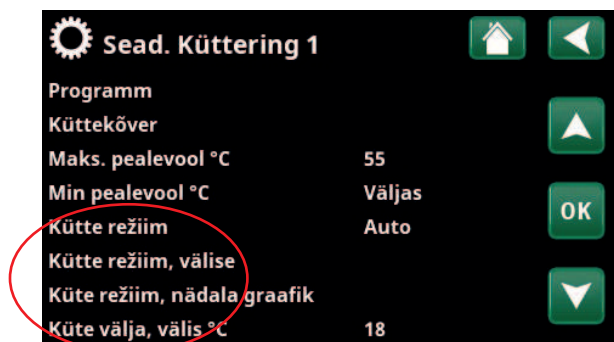 Sead. Küttering 1
Programm
Küttekõver
Maks. pealevool °C 55
Min pealevool °C Väljas
Kütte režiim Auto
Kütte režiim, välise
Küte režiim, nädala graafik
Küte välja, välis °C 18
OK